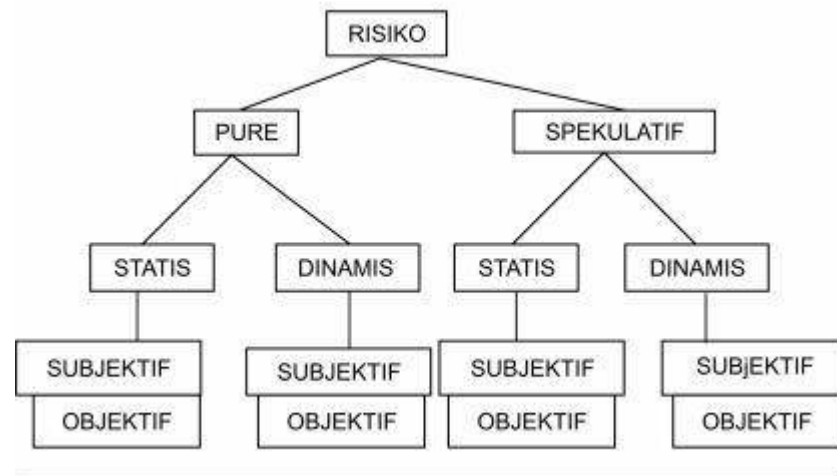 RISIKO
PURE
SPEKULATIF
STATIS
DINAMIS
STATIS
DINAMIS
SUBJEKTIF
SUBJEKTIF
SUBJEKTIF
SUBjEKTIF
OBJEKTIF
OBJEKTIF
OBJEKTIF
OBJEKTIF